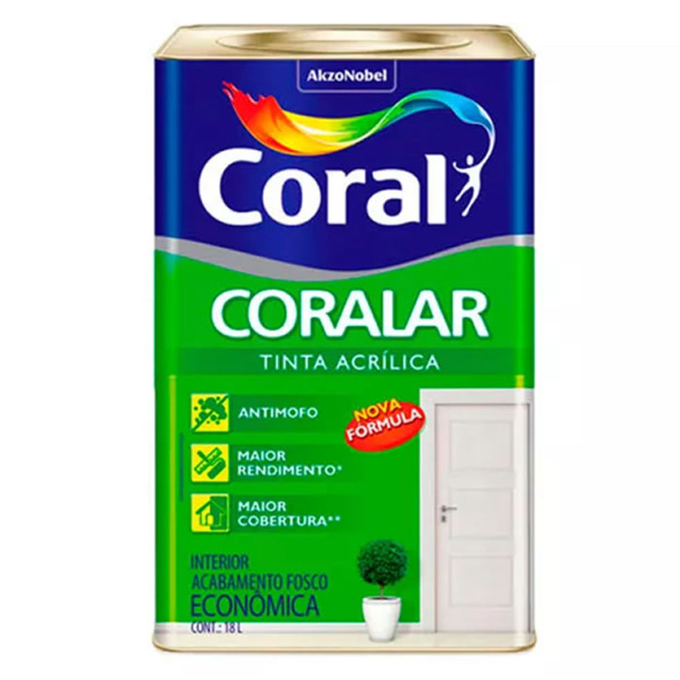 AkzoNobel
Coral
CORALAR
TINTA ACRÍLICA
ANTIMOFO
NOVA
FÓRMULA
MAIOR
RENDIMENTO*
MAIOR
COBERTURA**
INTERIOR
ACABAMENTO FOSCO
ECONÔMICA
CONT.: 18 L